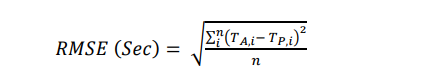 RMSE (Sec) = √(Σᵢⁿ(T_A,i − T_P,i)² / n)